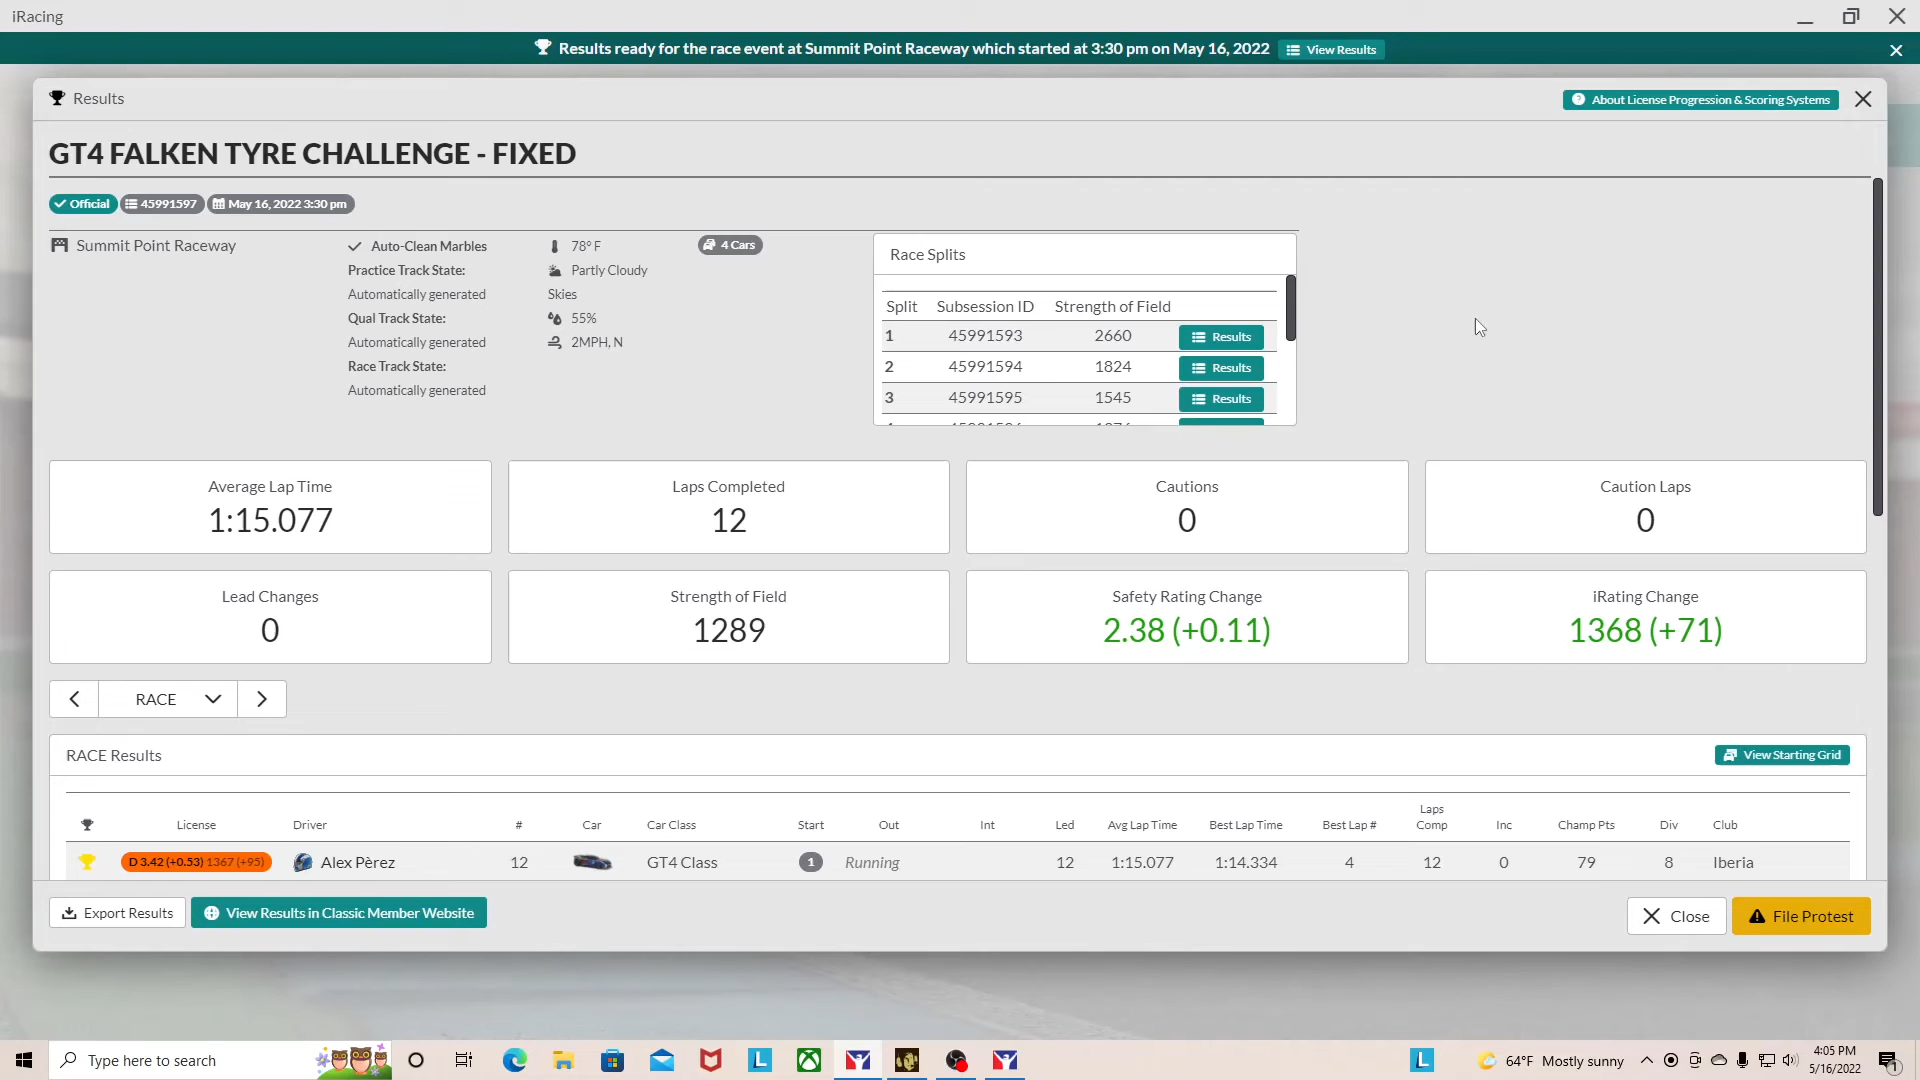 iRacing
Results ready for the race event at Summit Point Raceway which started at 3:30 pm on May 16, 2022 View Results
Results
About License Progression & Scoring Systems
GT4 FALKEN TYRE CHALLENGE - FIXED
Official 45991597 May 16, 2022 3:30 pm
Summit Point Raceway
Auto-Clean Marbles
Practice Track State:
Automatically generated
Qual Track State:
Automatically generated
Race Track State:
Automatically generated
78° F
Partly Cloudy
Skies
55%
2MPH, N
4 Cars
Race Splits
Split Subsession ID Strength of Field
1 45991593 2660 Results
2 45991594 1824 Results
3 45991595 1545 Results
Average Lap Time
1:15.077
Laps Completed
12
Cautions
0
Caution Laps
0
Lead Changes
0
Strength of Field
1289
Safety Rating Change
2.38 (+0.11)
iRating Change
1368 (+71)
RACE
RACE Results
View Starting Grid
License Driver # Car Car Class Start Out Int Led Avg Lap Time Best Lap Time Best Lap # Laps Comp Inc Champ Pts Div Club
D 3.42 (+0.53) 1367 (+95) Alex Pèrez 12 GT4 Class 1 Running 12 1:15.077 1:14.334 4 12 0 79 8 Iberia
Export Results
View Results in Classic Member Website
Close
File Protest
Type here to search
L
L
64°F Mostly sunny
4:05 PM
5/16/2022
1